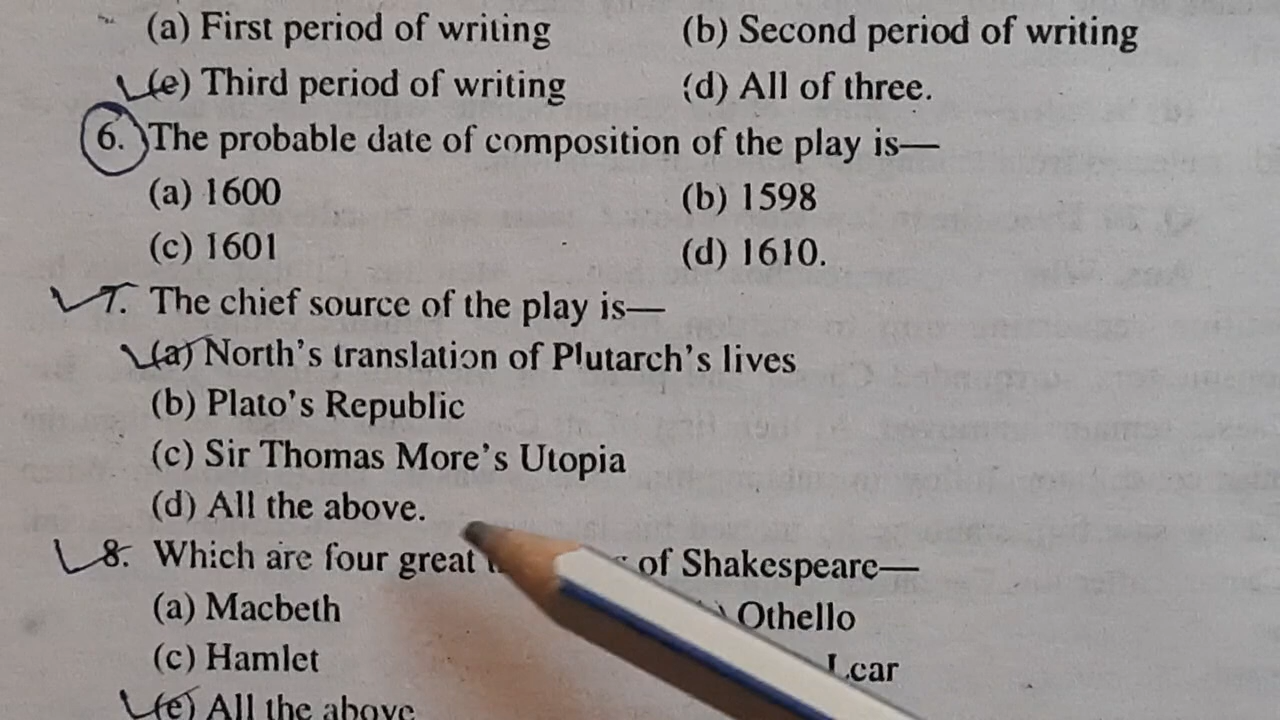 (a) First period of writing (b) Second period of writing
(e) Third period of writing (d) All of three.
6. The probable date of composition of the play is—
(a) 1600 (b) 1598
(c) 1601 (d) 1610.
7. The chief source of the play is—
(a) North's translation of Plutarch's lives
(b) Plato's Republic
(c) Sir Thomas More's Utopia
(d) All the above.
8. Which are four great of Shakespeare—
(a) Macbeth Othello
(c) Hamlet Lear
(e) All the above